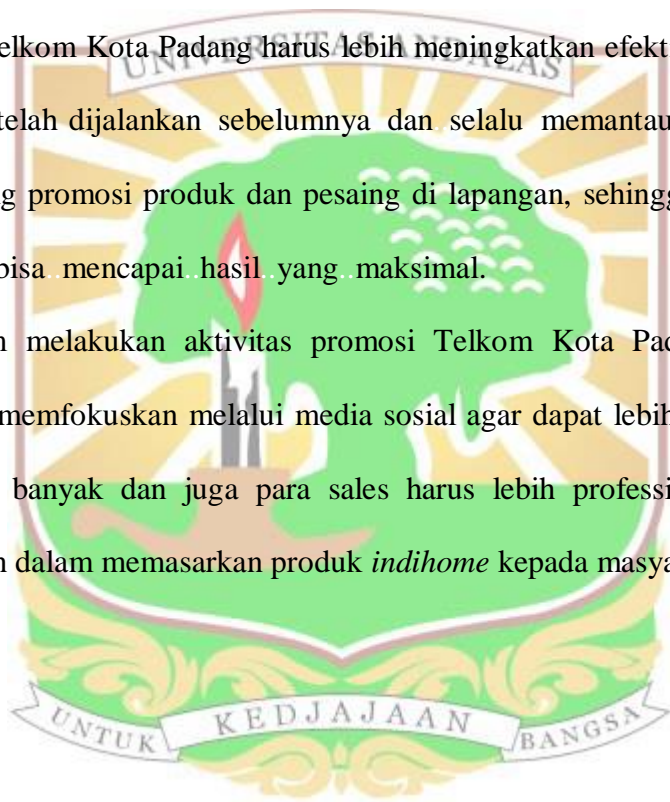 elkom Kota Padang harus lebih meningkatkan efekt
UNIVERSITAS ANDALAS
telah dijalankan sebelumnya dan selalu memantau
g promosi produk dan pesaing di lapangan, sehingg
bisa mencapai hasil yang maksimal.
melakukan aktivitas promosi Telkom Kota Pad
memfokuskan melalui media sosial agar dapat lebih
banyak dan juga para sales harus lebih professi
dalam memasarkan produk indihome kepada masya
UNTUK KEDJAJAAN BANGSA